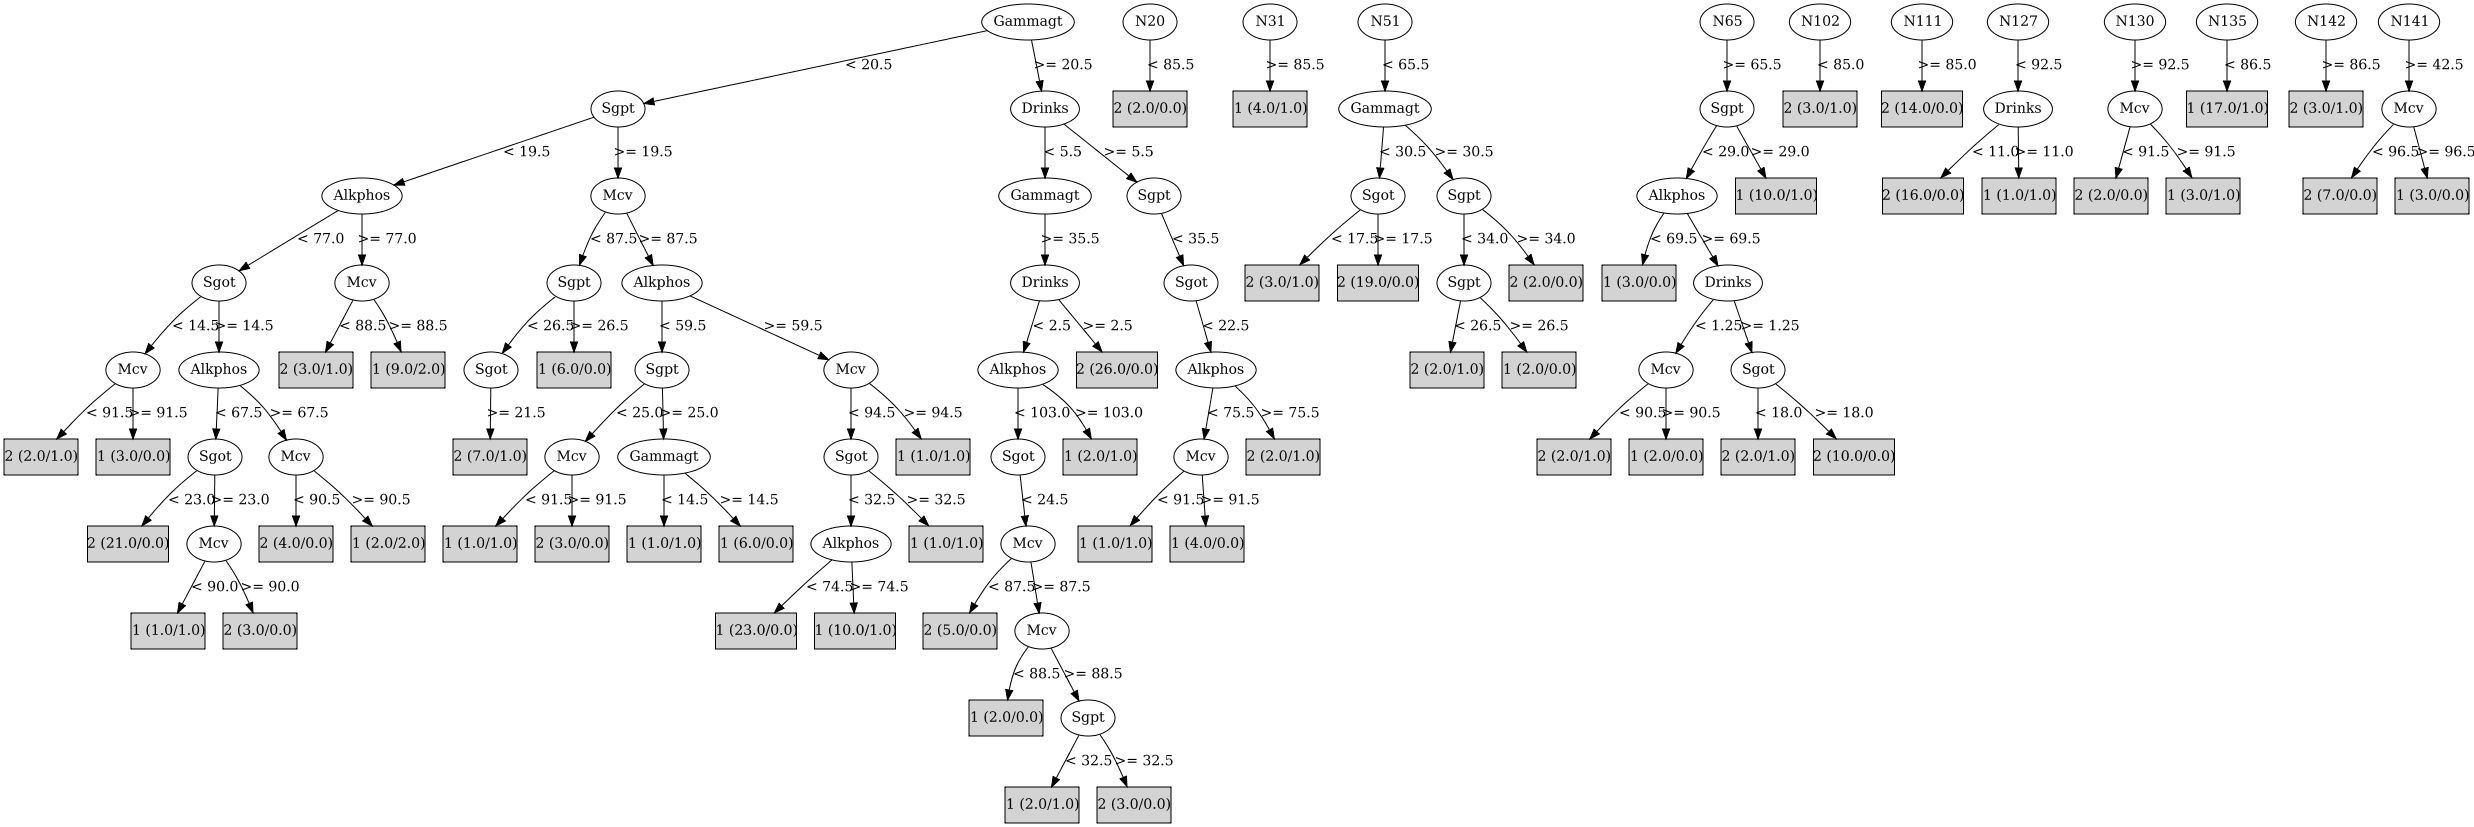 Gammagt N20 N31 N51 N65 N102 N111 N127 N130 N135 N142 N141
< 20.5 >= 20.5 < 85.5 >= 85.5 < 65.5 >= 65.5 < 85.0 >= 85.0 < 92.5 >= 92.5 < 86.5 >= 86.5 >= 42.5
Sgpt Drinks 2 (2.0/0.0) 1 (4.0/1.0) Gammagt Sgpt 2 (3.0/1.0) 2 (14.0/0.0) Drinks Mcv 1 (17.0/1.0) 2 (3.0/1.0) Mcv
< 19.5 >= 19.5 < 5.5 >= 5.5 < 30.5 >= 30.5 < 29.0 >= 29.0 < 11.0 >= 11.0 < 91.5 >= 91.5 < 96.5 >= 96.5
Alkphos Mcv Gammagt Sgpt Sgot Sgpt Alkphos 1 (10.0/1.0) 2 (16.0/0.0) 1 (1.0/1.0) 2 (2.0/0.0) 1 (3.0/1.0) 2 (7.0/0.0) 1 (3.0/0.0)
< 77.0 >= 77.0 < 87.5 >= 87.5 >= 35.5 < 35.5 < 17.5 >= 17.5 < 34.0 >= 34.0 < 69.5 >= 69.5
Sgot Mcv Sgpt Alkphos Drinks Sgot 2 (3.0/1.0) 2 (19.0/0.0) Sgpt 2 (2.0/0.0) 1 (3.0/0.0) Drinks
< 14.5 >= 14.5 < 88.5 >= 88.5 < 26.5 >= 26.5 < 59.5 >= 59.5 < 2.5 >= 2.5 < 22.5 < 26.5 >= 26.5 < 1.25 >= 1.25
Mcv Alkphos 2 (3.0/1.0) 1 (9.0/2.0) Sgot 1 (6.0/0.0) Sgpt Mcv Alkphos 2 (26.0/0.0) Alkphos 2 (2.0/1.0) 1 (2.0/0.0) Mcv Sgot
< 91.5 >= 91.5 < 67.5 >= 67.5 >= 21.5 < 25.0 >= 25.0 < 94.5 >= 94.5 < 103.0 >= 103.0 < 75.5 >= 75.5 < 90.5 >= 90.5 < 18.0 >= 18.0
2 (2.0/1.0) 1 (3.0/0.0) Sgot Mcv 2 (7.0/1.0) Mcv Gammagt Sgot 1 (1.0/1.0) Sgot 1 (2.0/1.0) Mcv 2 (2.0/1.0) 2 (2.0/1.0) 1 (2.0/0.0) 2 (2.0/1.0) 2 (10.0/0.0)
< 23.0 >= 23.0 < 90.5 >= 90.5 < 91.5 >= 91.5 < 14.5 >= 14.5 < 32.5 >= 32.5 < 24.5 < 91.5 >= 91.5
2 (21.0/0.0) Mcv 2 (4.0/0.0) 1 (2.0/2.0) 1 (1.0/1.0) 2 (3.0/0.0) 1 (1.0/1.0) 1 (6.0/0.0) Alkphos 1 (1.0/1.0) Mcv 1 (1.0/1.0) 1 (4.0/0.0)
< 90.0 >= 90.0 < 74.5 >= 74.5 < 87.5 >= 87.5
1 (1.0/1.0) 2 (3.0/0.0) 1 (23.0/0.0) 1 (10.0/1.0) 2 (5.0/0.0) Mcv
< 88.5 >= 88.5
1 (2.0/0.0) Sgpt
< 32.5 >= 32.5
1 (2.0/1.0) 2 (3.0/0.0)